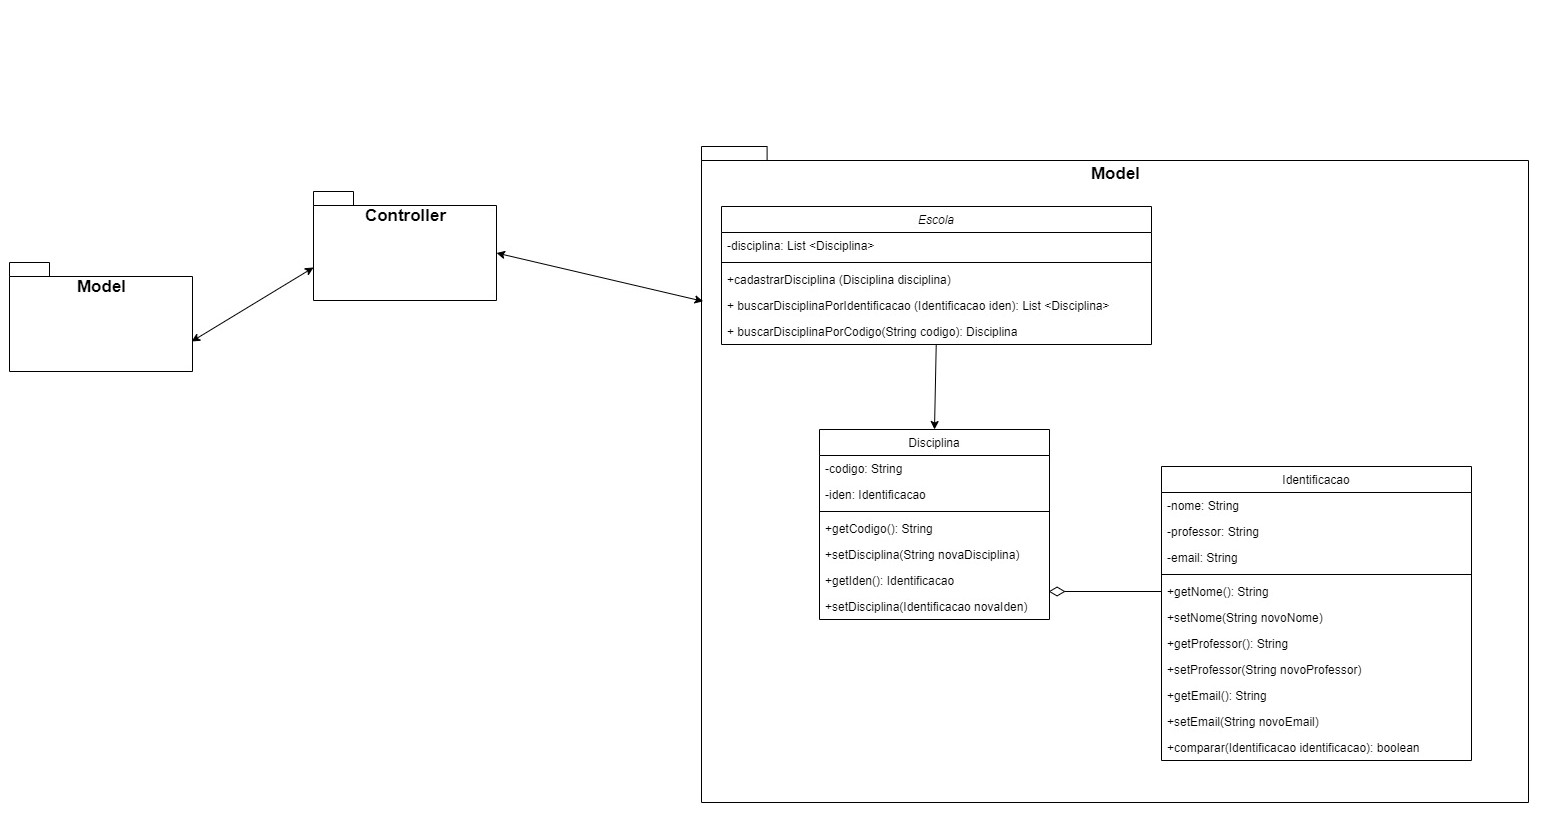 Model
Controller
Model
Escola
-disciplina: List <Disciplina>
+cadastrarDisciplina (Disciplina disciplina)
+ buscarDisciplinaPorIdentificacao (Identificacao iden): List <Disciplina>
+ buscarDisciplinaPorCodigo(String codigo): Disciplina
Disciplina
-codigo: String
-iden: Identificacao
+getCodigo(): String
+setDisciplina(String novaDisciplina)
+getIden(): Identificacao
+setDisciplina(Identificacao novaIden)
Identificacao
-nome: String
-professor: String
-email: String
+getNome(): String
+setNome(String novoNome)
+getProfessor(): String
+setProfessor(String novoProfessor)
+getEmail(): String
+setEmail(String novoEmail)
+comparar(Identificacao identificacao): boolean